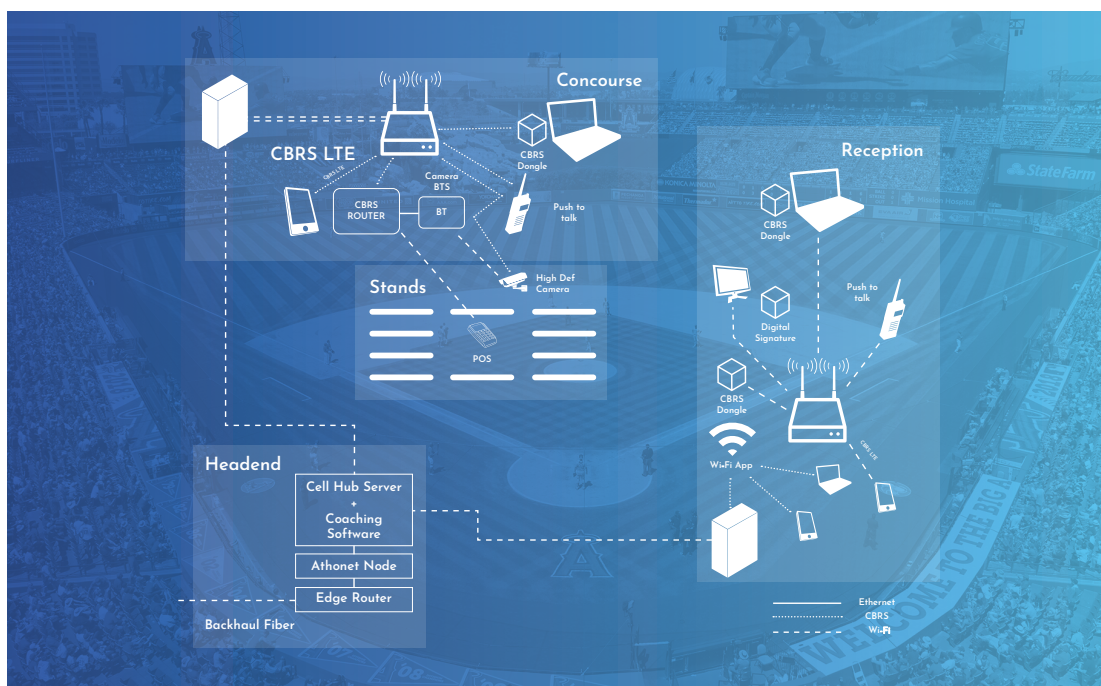 Concourse
CBRS LTE
CBRS LTE
CBRS
Dongle
Camera
BTS
CBRS
ROUTER
BT
Push to
talk
Stands
High Def
Camera
POS
Headend
Cell Hub Server
+
Coaching
Software
Athonet Node
Edge Router
Backhaul Fiber
Reception
CBRS
Dongle
Digital
Signature
Push to
talk
CBRS
Dongle
CBRS LTE
Wi-Fi App
Ethernet
CBRS
Wi-Fi
StateFarm
WELCOME TO THE BIG A